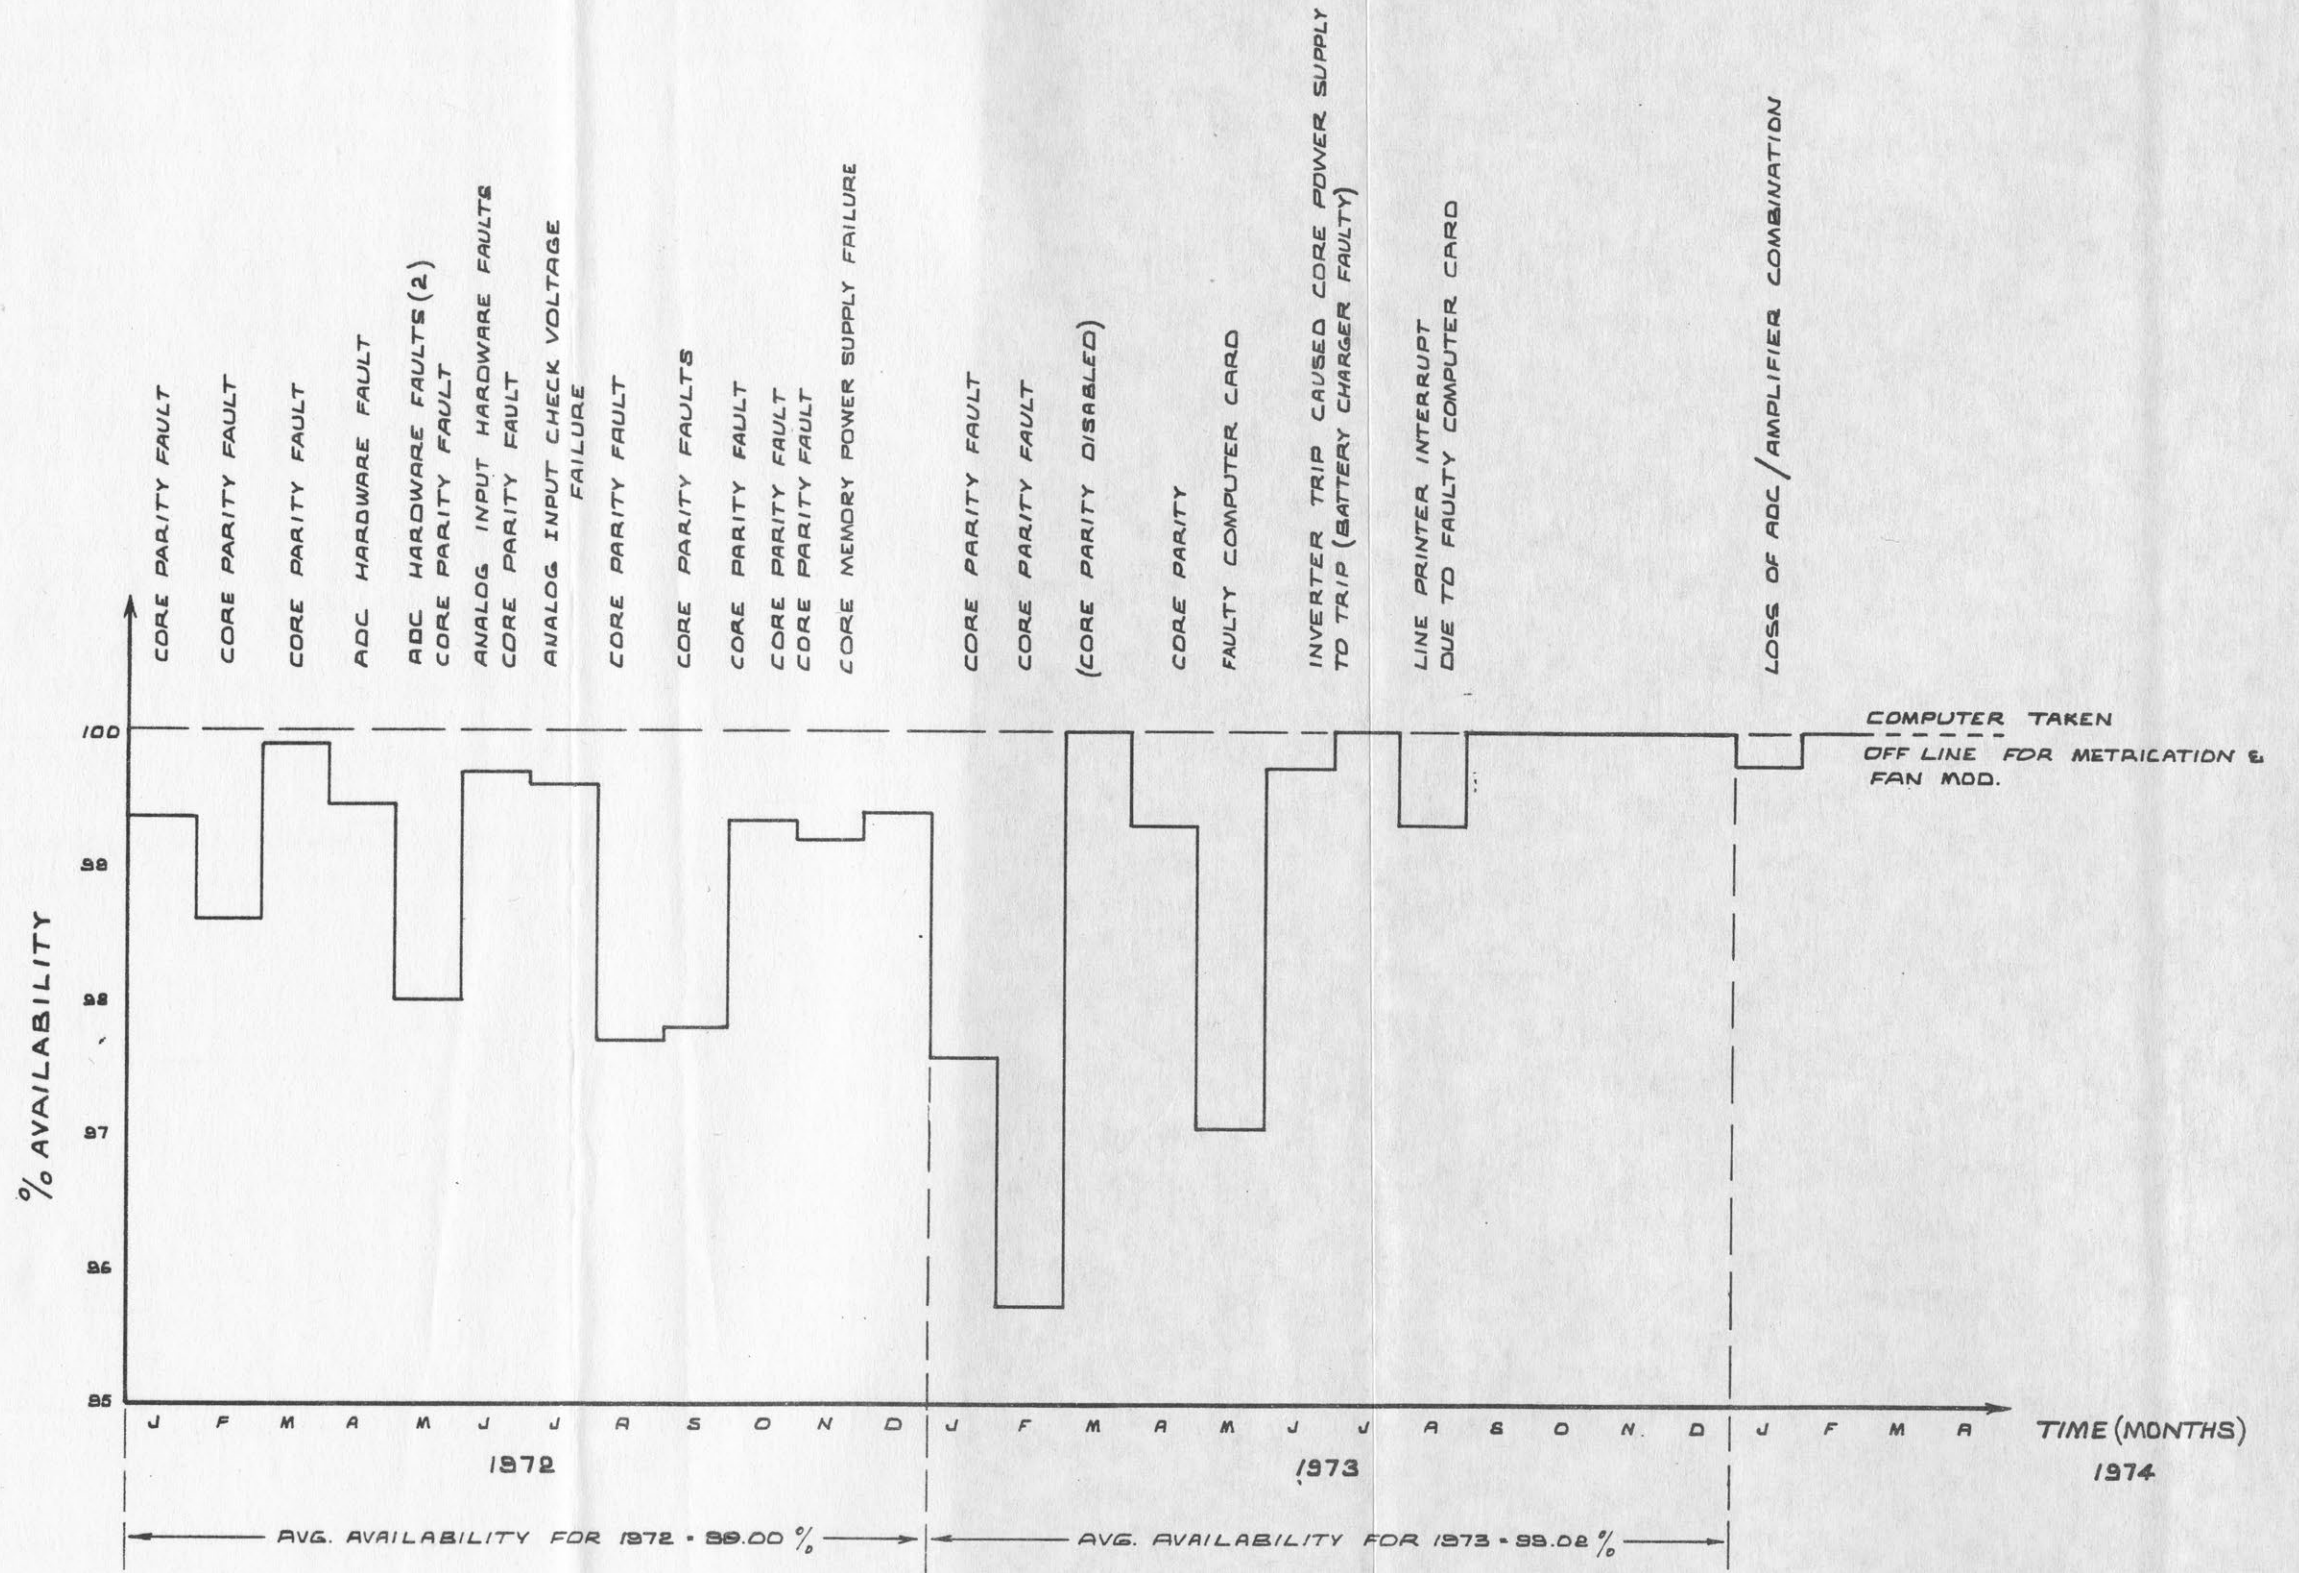 CORE PARITY FAULT
CORE PARITY FAULT
CORE PARITY FAULT
ADC HARDWARE FAULT
ADC HARDWARE FAULTS (2)
CORE PARITY FAULT
ANALOG INPUT HARDWARE FAULTS
CORE PARITY FAULT
ANALOG INPUT CHECK VOLTAGE
FAILURE
CORE PARITY FAULT
CORE PARITY FAULTS
CORE PARITY FAULT
CORE PARITY FAULT
CORE PARITY FAULT
CORE MEMORY POWER SUPPLY FAILURE
CORE PARITY FAULT
CORE PARITY FAULT
(CORE PARITY DISABLED)
CORE PARITY
FAULTY COMPUTER CARD
INVERTER TRIP CAUSED CORE POWER SUPPLY
TO TRIP (BATTERY CHARGER FAULTY)
LINE PRINTER INTERRUPT
DUE TO FAULTY COMPUTER CARD
LOSS OF ADC/AMPLIFIER COMBINATION
COMPUTER TAKEN
OFF LINE FOR METRICATION &
FAN MOD.
% AVAILABILITY
100
99
98
97
96
95
J F M A M J J A S O N D J F M A M J J A S O N. D J F M A TIME (MONTHS)
1972 1973 1974
AVG. AVAILABILITY FOR 1972 = 99.00 % AVG. AVAILABILITY FOR 1973 = 99.02 %